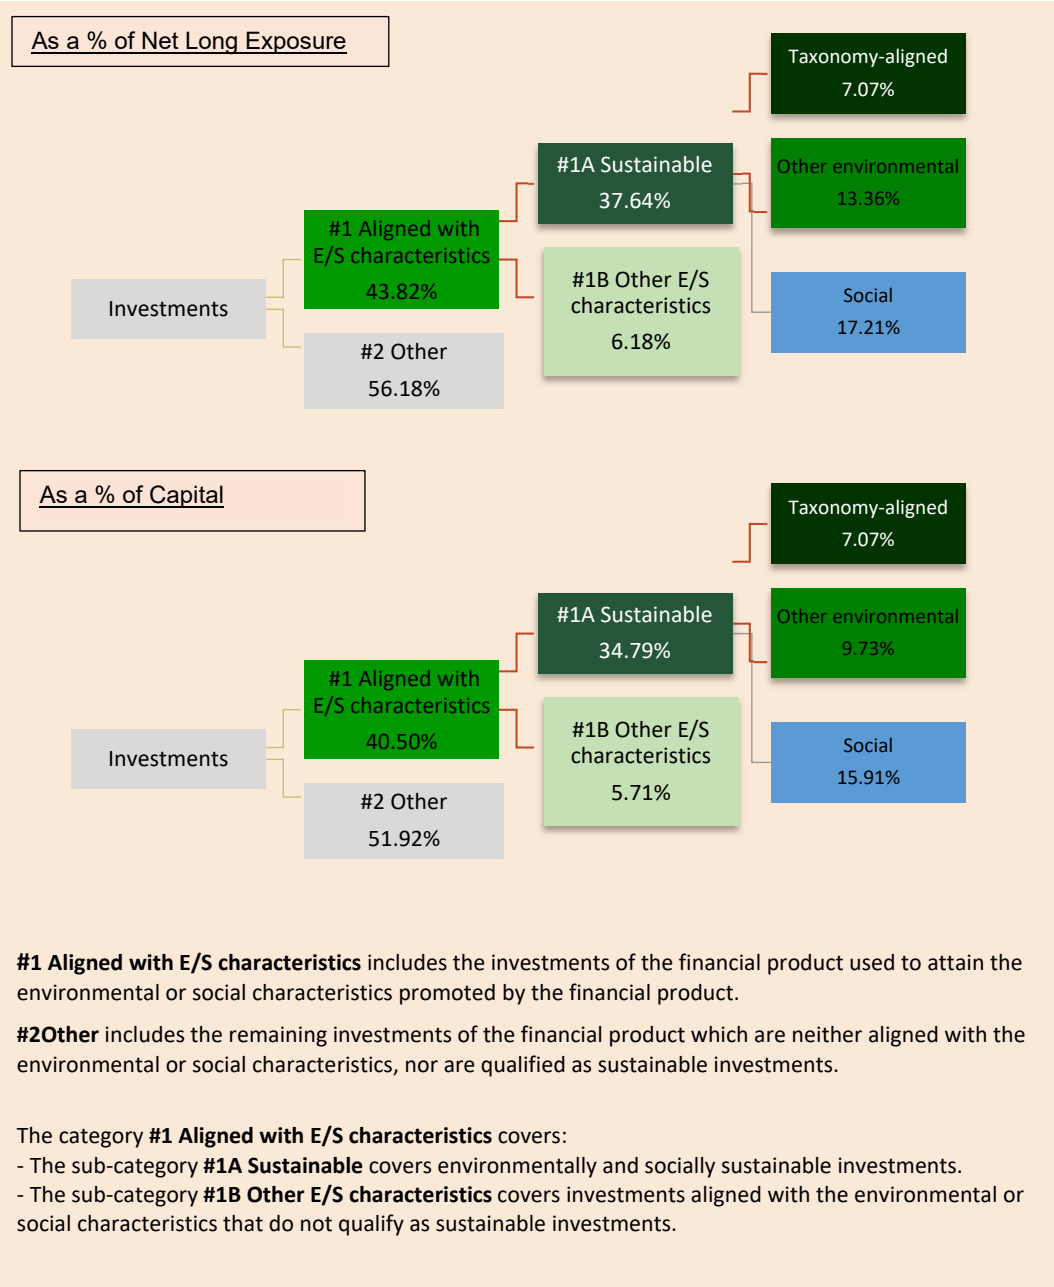 As a % of Net Long Exposure
Taxonomy-aligned
7.07%
#1A Sustainable
37.64%
Other environmental
13.36%
#1 Aligned with
E/S characteristics
43.82%
#1B Other E/S
characteristics
6.18%
Investments
Social
17.21%
#2 Other
56.18%
As a % of Capital
Taxonomy-aligned
7.07%
#1A Sustainable
34.79%
Other environmental
9.73%
#1 Aligned with
E/S characteristics
40.50%
#1B Other E/S
characteristics
5.71%
Investments
Social
15.91%
#2 Other
51.92%
#1 Aligned with E/S characteristics includes the investments of the financial product used to attain the
environmental or social characteristics promoted by the financial product.
#2Other includes the remaining investments of the financial product which are neither aligned with the
environmental or social characteristics, nor are qualified as sustainable investments.
The category #1 Aligned with E/S characteristics covers:
- The sub-category #1A Sustainable covers environmentally and socially sustainable investments.
- The sub-category #1B Other E/S characteristics covers investments aligned with the environmental or
social characteristics that do not qualify as sustainable investments.